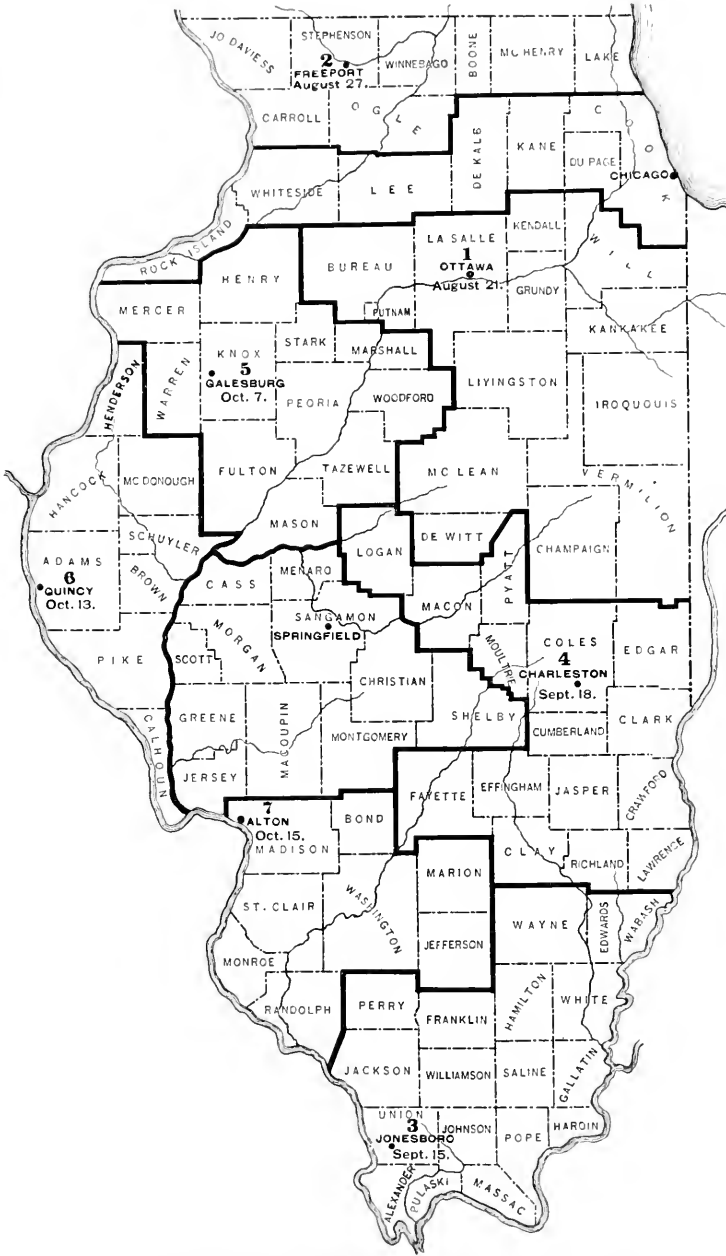 JO DAVIESS
STEPHENSON
2
FREEPORT
August 27.
WINNEBAGO
BOONE
MC HENRY
LAKE
CARROLL
OGLE
DE KALB
KANE
COOK
DU PAGE
CHICAGO
WHITESIDE
LEE
ROCK ISLAND
HENRY
BUREAU
PUTNAM
LA SALLE
1
OTTAWA
August 21.
KENDALL
GRUNDY
WILL
KANKAKEE
MERCER
HENDERSON
WARREN
KNOX
5
GALESBURG
Oct. 7.
STARK
MARSHALL
PEORIA
WOODFORD
LIVINGSTON
IROQUOUIS
HANCOCK
MCDONOUGH
FULTON
TAZEWELL
MC LEAN
VERMILION
MASON
SCHUYLER
ADAMS
6
QUINCY
Oct. 13.
BROWN
CASS
MENARD
LOGAN
DE WITT
PYATT
CHAMPAIGN
MACON
SANGAMON
SPRINGFIELD
MORGAN
PIKE
SCOTT
CHRISTIAN
MOULTRIE
COLES
4
CHARLESTON
Sept. 18.
EDGAR
CALHOUN
GREENE
MACOUPIN
MONTGOMERY
SHELBY
CUMBERLAND
CLARK
JERSEY
7
ALTON
Oct. 15.
MADISON
BOND
FAYETTE
EFFINGHAM
JASPER
CRAWFORD
CLAY
RICHLAND
LAWRENCE
MARION
ST. CLAIR
WASHINGTON
JEFFERSON
WAYNE
EDWARDS
WABASH
MONROE
RANDOLPH
PERRY
FRANKLIN
HAMILTON
WHITE
JACKSON
WILLIAMSON
SALINE
GALLATIN
UNION
3
JONESBORO
Sept. 15.
JOHNSON
POPE
HARDIN
ALEXANDER
PULASKI
MASSAC